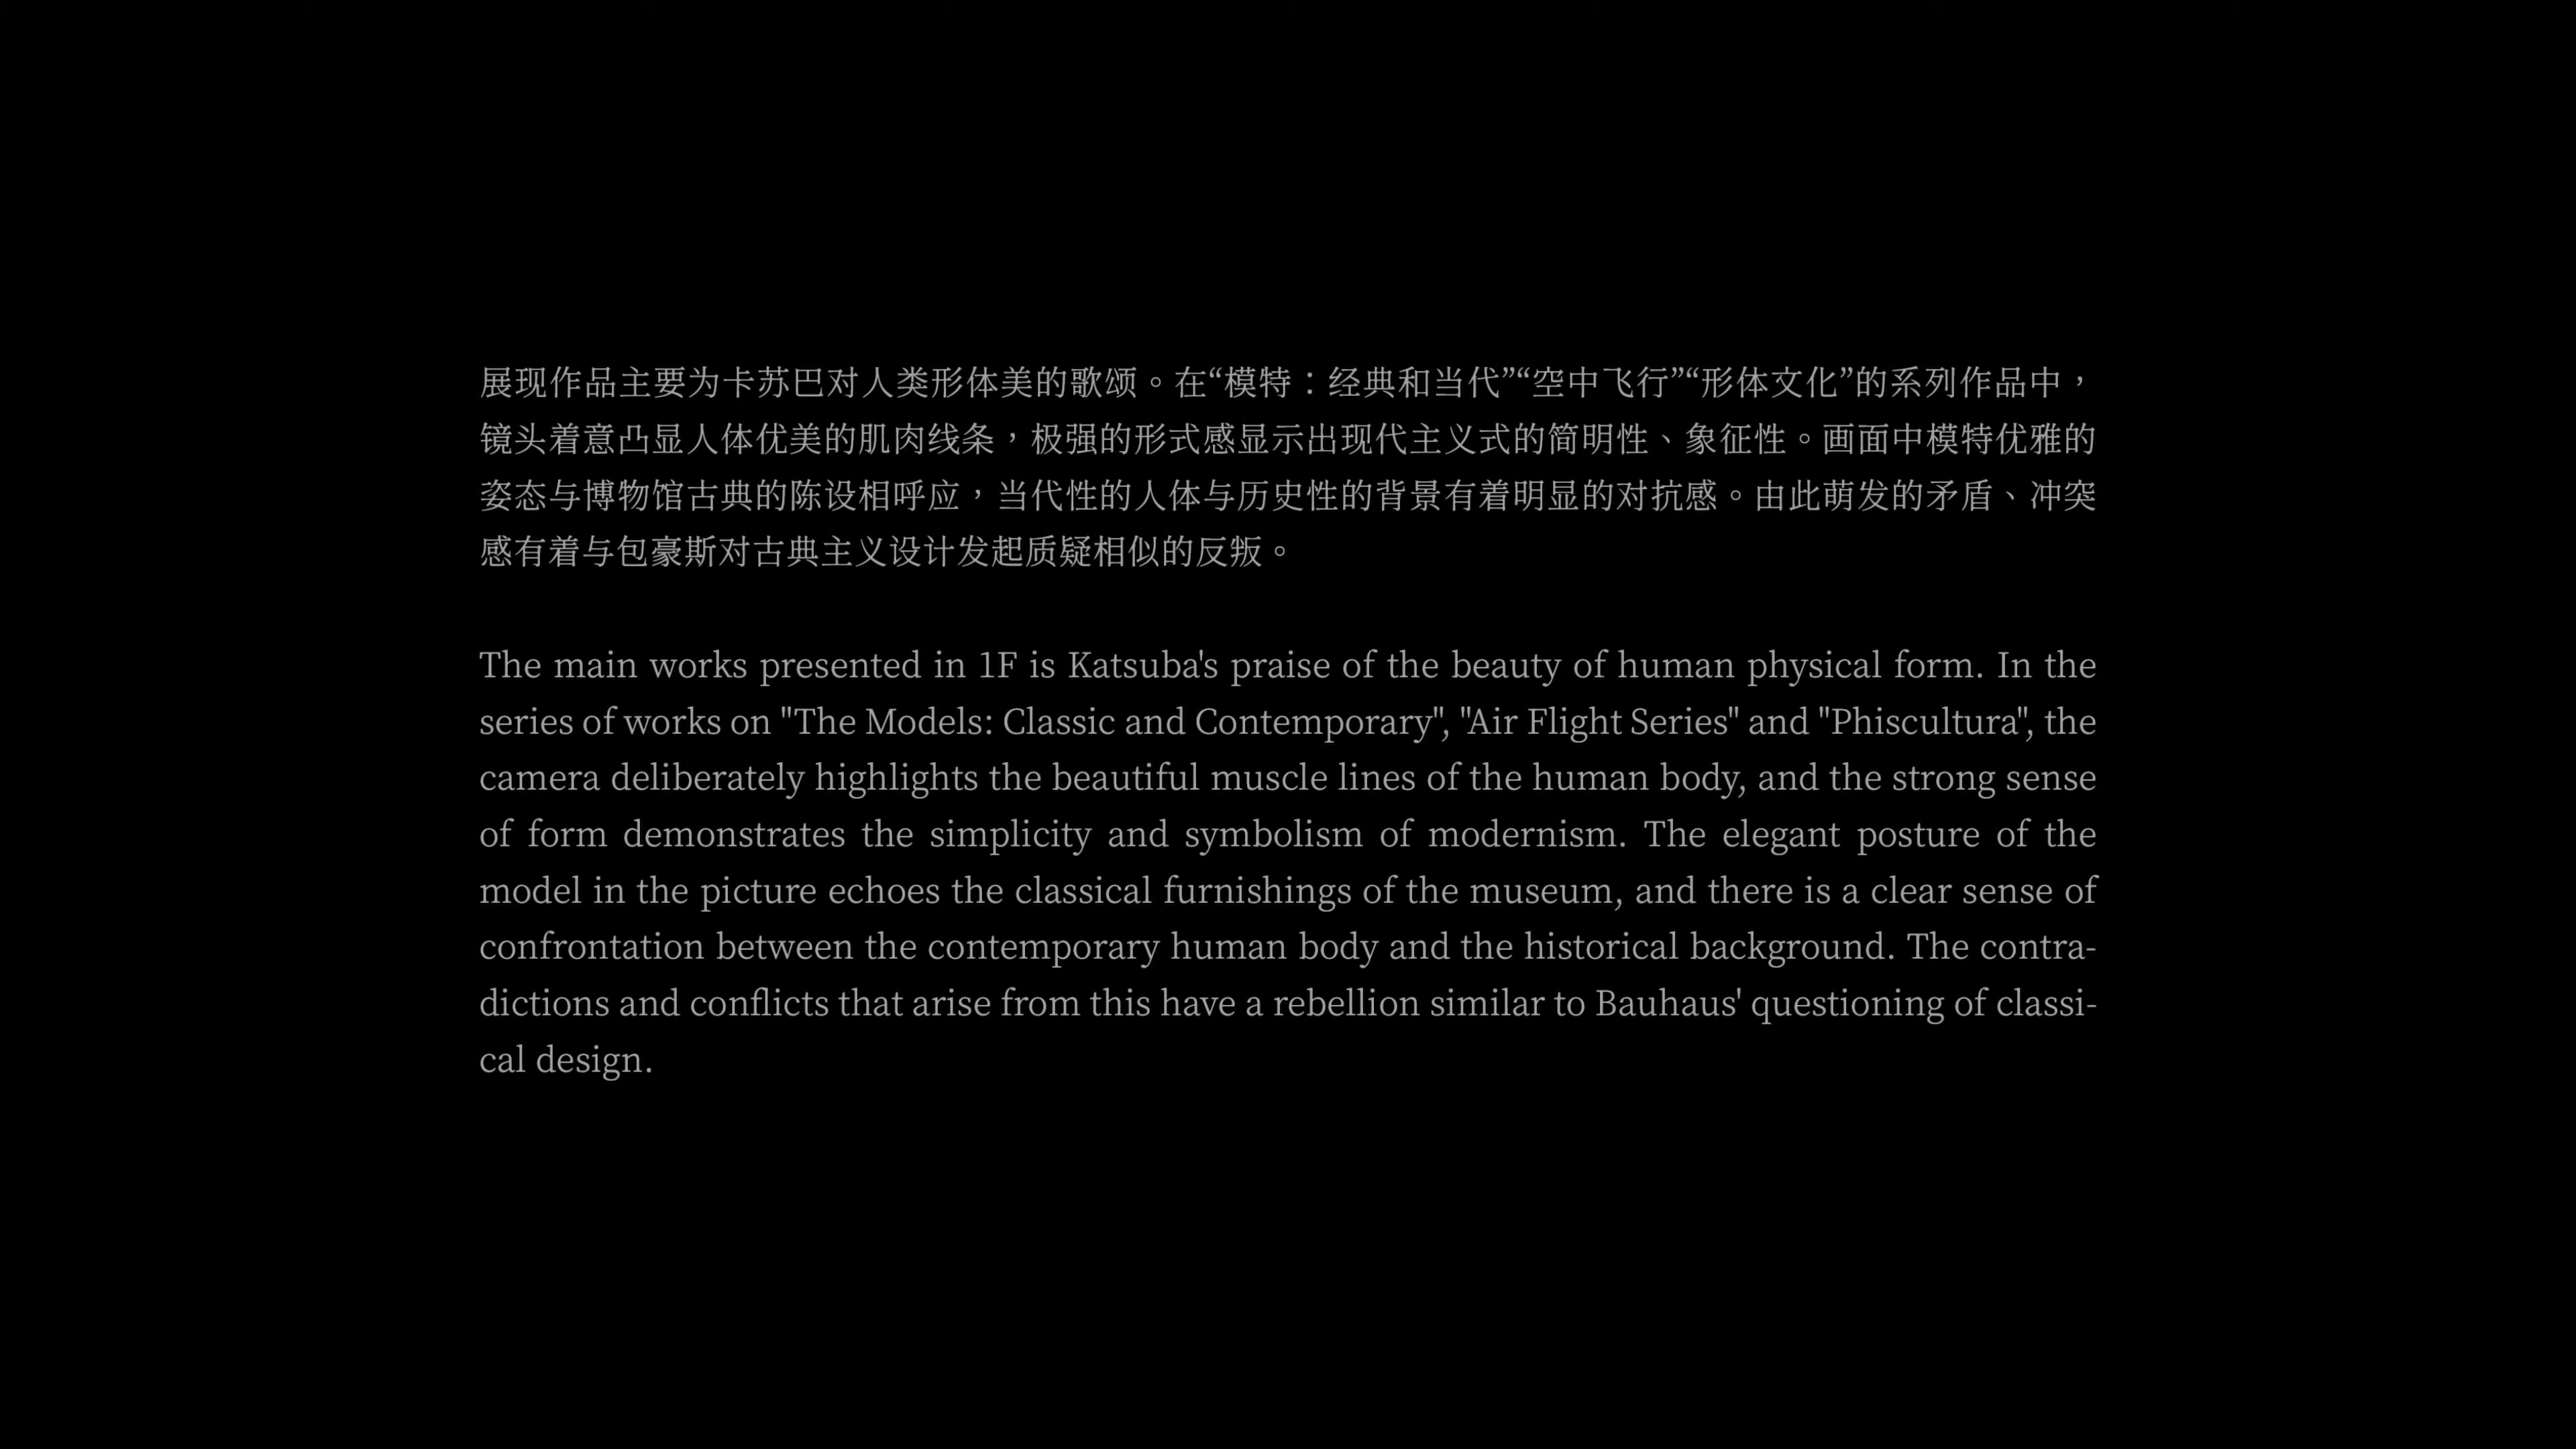 展现作品主要为卡苏巴对人类形体美的歌颂。在“模特：经典和当代”“空中飞行”“形体文化”的系列作品中，
镜头着意凸显人体优美的肌肉线条，极强的形式感显示出现代主义式的简明性、象征性。画面中模特优雅的
姿态与博物馆古典的陈设相呼应，当代性的人体与历史性的背景有着明显的对抗感。由此萌发的矛盾、冲突
感有着与包豪斯对古典主义设计发起质疑相似的反叛。
The main works presented in 1F is Katsuba's praise of the beauty of human physical form. In the
series of works on "The Models: Classic and Contemporary", "Air Flight Series" and "Phiscultura", the
camera deliberately highlights the beautiful muscle lines of the human body, and the strong sense
of form demonstrates the simplicity and symbolism of modernism. The elegant posture of the
model in the picture echoes the classical furnishings of the museum, and there is a clear sense of
confrontation between the contemporary human body and the historical background. The contra-
dictions and conflicts that arise from this have a rebellion similar to Bauhaus' questioning of classi-
cal design.